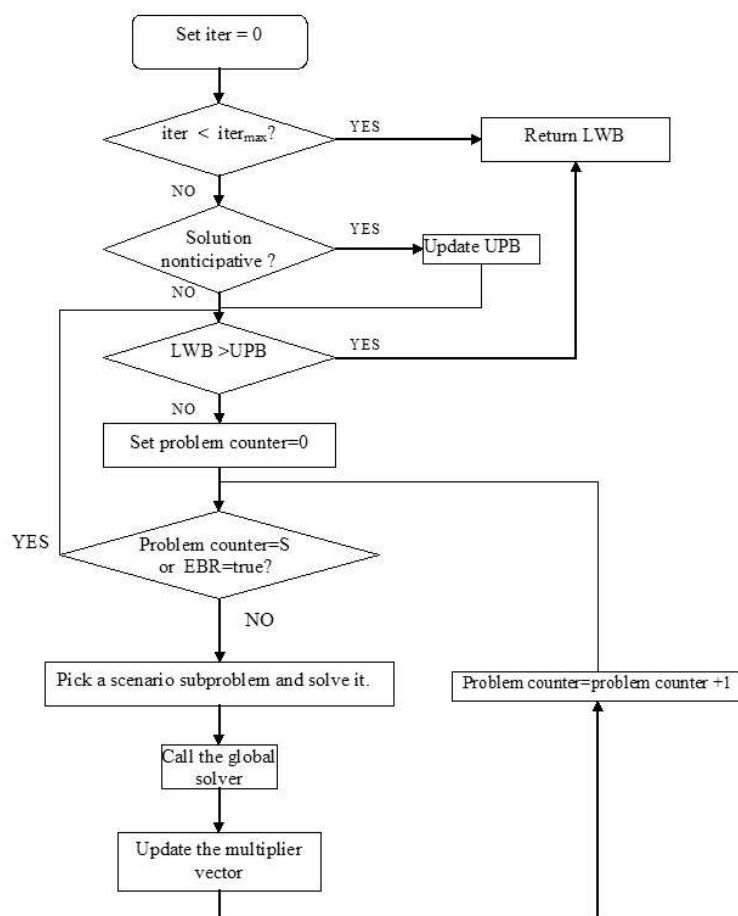 Set iter = 0
iter < itermax?
YES
Return LWB
NO
Solution
nonticipative ?
YES
Update UPB
NO
LWB >UPB
YES
NO
Set problem counter=0
YES
Problem counter=S
or EBR=true?
NO
Pick a scenario subproblem and solve it.
Problem counter=problem counter +1
Call the global
solver
Update the multiplier
vector